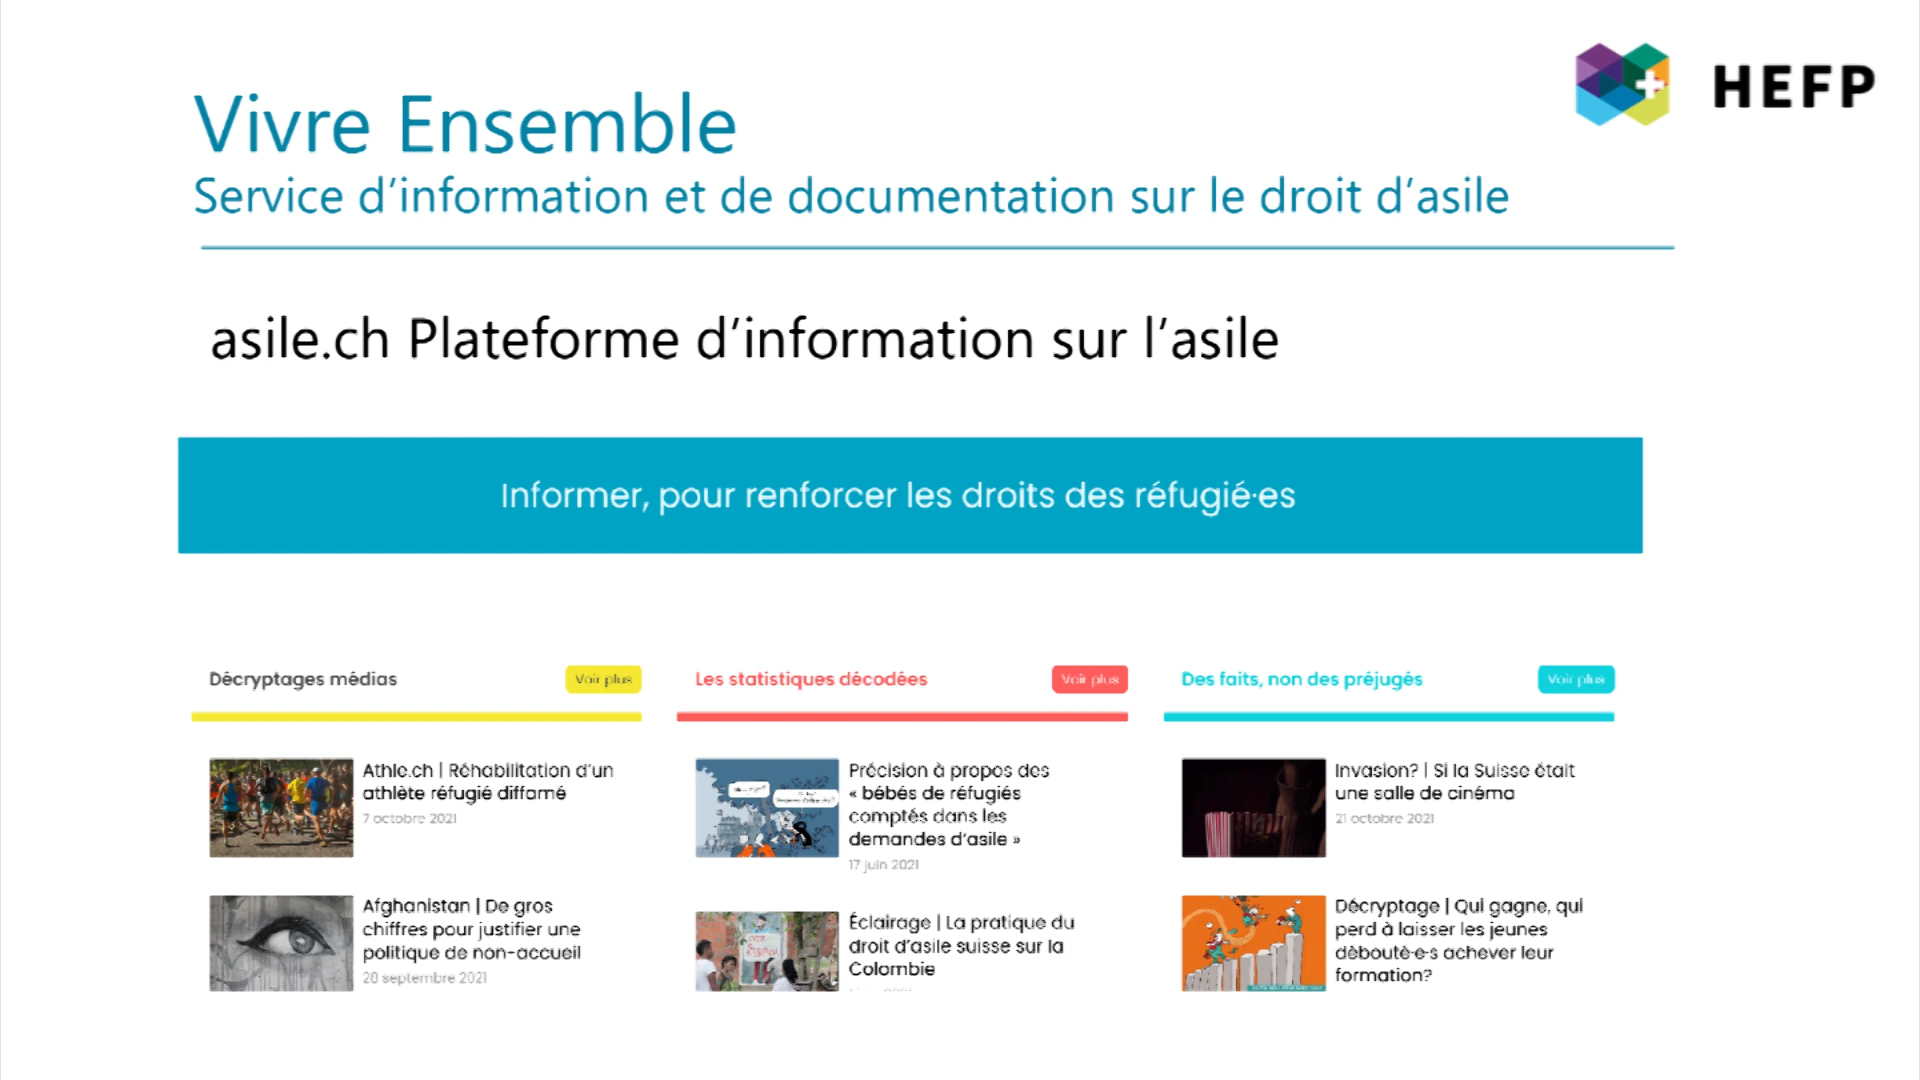 HEFP
Vivre Ensemble
Service d’information et de documentation sur le droit d’asile
asile.ch Plateforme d’information sur l’asile
Informer, pour renforcer les droits des réfugié·es
Décryptages médias
Voir plus
Athle.ch | Réhabilitation d’un
athlète réfugié diffamé
7 octobre 2021
Afghanistan | De gros
chiffres pour justifier une
politique de non-accueil
28 septembre 2021
Les statistiques décodées
Voir plus
Précision à propos des
« bébés de réfugiés
comptés dans les
demandes d’asile »
17 juin 2021
Éclairage | La pratique du
droit d’asile suisse sur la
Colombie
Des faits, non des préjugés
Voir plus
Invasion? | Si la Suisse était
une salle de cinéma
21 octobre 2021
Décryptage | Qui gagne, qui
perd à laisser les jeunes
débouté·e·s achever leur
formation?